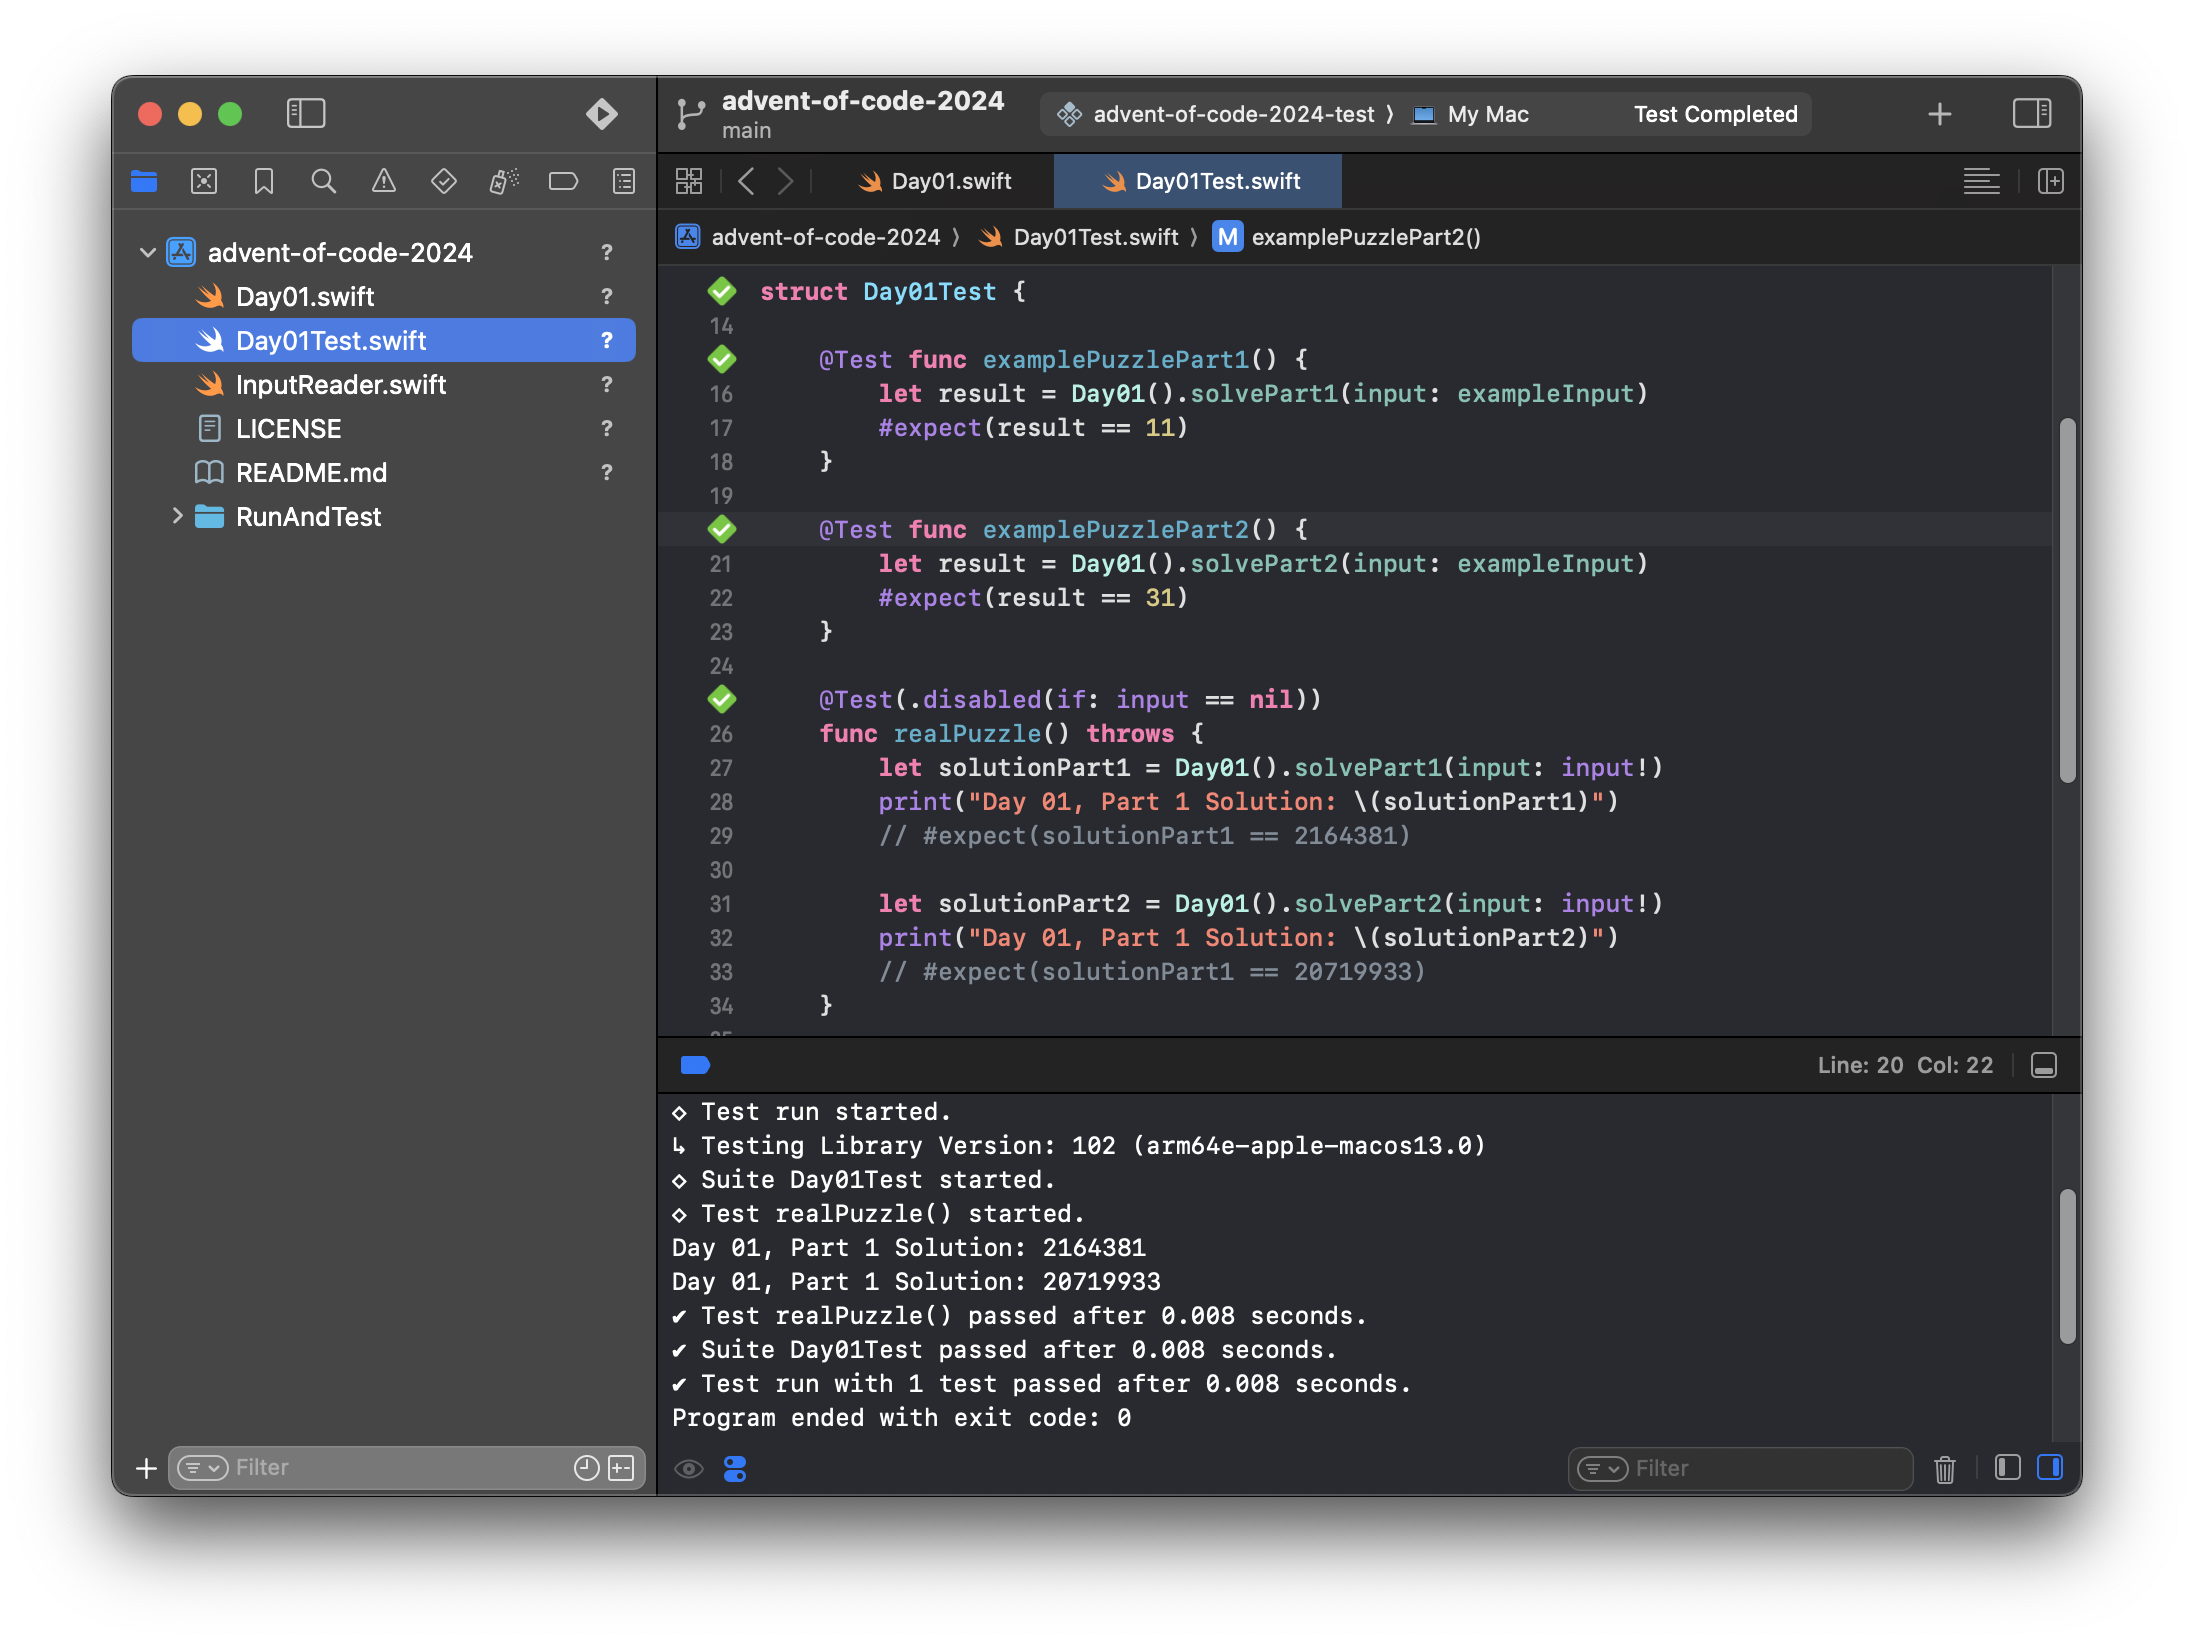 advent-of-code-2024
main
advent-of-code-2024-test ⟩ My Mac
Test Completed
Day01.swift
Day01Test.swift
advent-of-code-2024 ⟩ Day01Test.swift ⟩ M examplePuzzlePart2()
advent-of-code-2024 ?
Day01.swift ?
Day01Test.swift ?
InputReader.swift ?
LICENSE ?
README.md ?
RunAndTest
Filter
struct Day01Test {
14
@Test func examplePuzzlePart1() {
16 let result = Day01().solvePart1(input: exampleInput)
17 #expect(result == 11)
18 }
19
@Test func examplePuzzlePart2() {
21 let result = Day01().solvePart2(input: exampleInput)
22 #expect(result == 31)
23 }
24
@Test(.disabled(if: input == nil))
26 func realPuzzle() throws {
27 let solutionPart1 = Day01().solvePart1(input: input!)
28 print("Day 01, Part 1 Solution: \(solutionPart1)")
29 // #expect(solutionPart1 == 2164381)
30
31 let solutionPart2 = Day01().solvePart2(input: input!)
32 print("Day 01, Part 1 Solution: \(solutionPart2)")
33 // #expect(solutionPart1 == 20719933)
34 }
Line: 20 Col: 22
◇ Test run started.
↳ Testing Library Version: 102 (arm64e-apple-macos13.0)
◇ Suite Day01Test started.
◇ Test realPuzzle() started.
Day 01, Part 1 Solution: 2164381
Day 01, Part 1 Solution: 20719933
✔ Test realPuzzle() passed after 0.008 seconds.
✔ Suite Day01Test passed after 0.008 seconds.
✔ Test run with 1 test passed after 0.008 seconds.
Program ended with exit code: 0
Filter